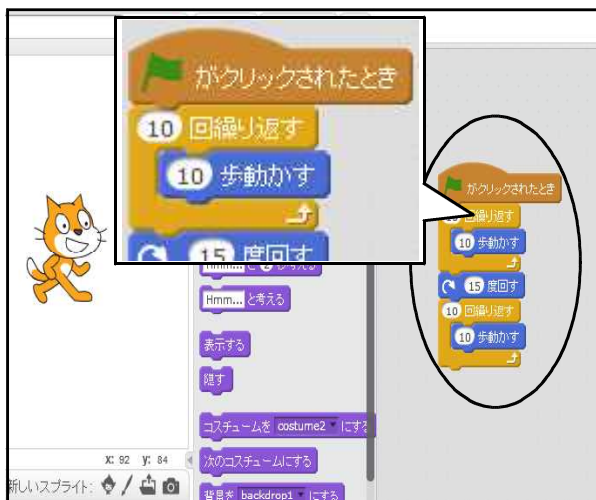 がクリックされたとき
10 回繰り返す
10 歩動かす
15 度回す
Hmm... と考える
表示する
隠す
コスチュームを costume2 にする
次のコスチュームにする
背景を backdrop1 にする
x: 92 y: 84
新しいスプライト:
がクリックされたとき
回繰り返す
10 歩動かす
15 度回す
10 回繰り返す
10 歩動かす